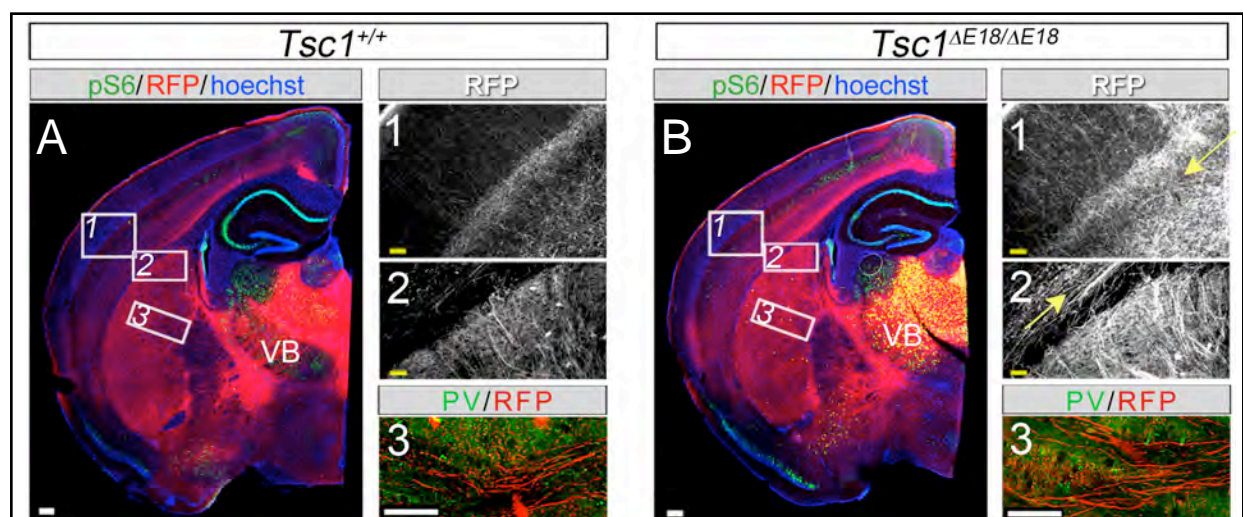 Tsc1+/+
Tsc1ΔE18/ΔE18
pS6/RFP/hoechst
RFP
pS6/RFP/hoechst
RFP
A
1
1
2
3
VB
2
PV/RFP
3
B
1
1
2
3
VB
2
PV/RFP
3